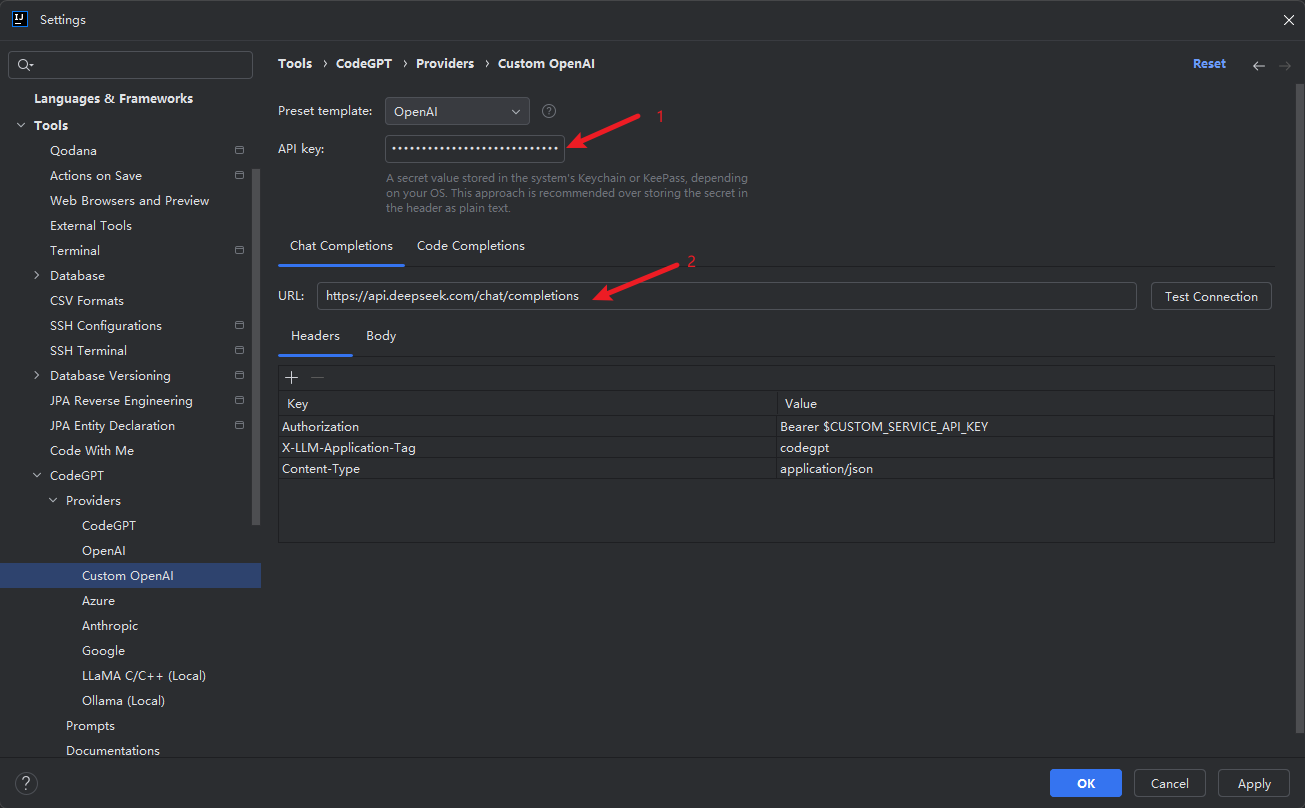 Settings
Languages & Frameworks
Tools
Qodana
Actions on Save
Web Browsers and Preview
External Tools
Terminal
Database
CSV Formats
SSH Configurations
SSH Terminal
Database Versioning
JPA Reverse Engineering
JPA Entity Declaration
Code With Me
CodeGPT
Providers
CodeGPT
OpenAI
Custom OpenAI
Azure
Anthropic
Google
LLaMA C/C++ (Local)
Ollama (Local)
Prompts
Documentations
Tools › CodeGPT › Providers › Custom OpenAI
Reset
Preset template: OpenAI
1
API key: ••••••••••••••••••••••••••••
A secret value stored in the system's Keychain or KeePass, depending
on your OS. This approach is recommended over storing the secret in
the header as plain text.
Chat Completions Code Completions
2
URL: https://api.deepseek.com/chat/completions Test Connection
Headers Body
Key Value
Authorization Bearer $CUSTOM_SERVICE_API_KEY
X-LLM-Application-Tag codegpt
Content-Type application/json
? OK Cancel Apply